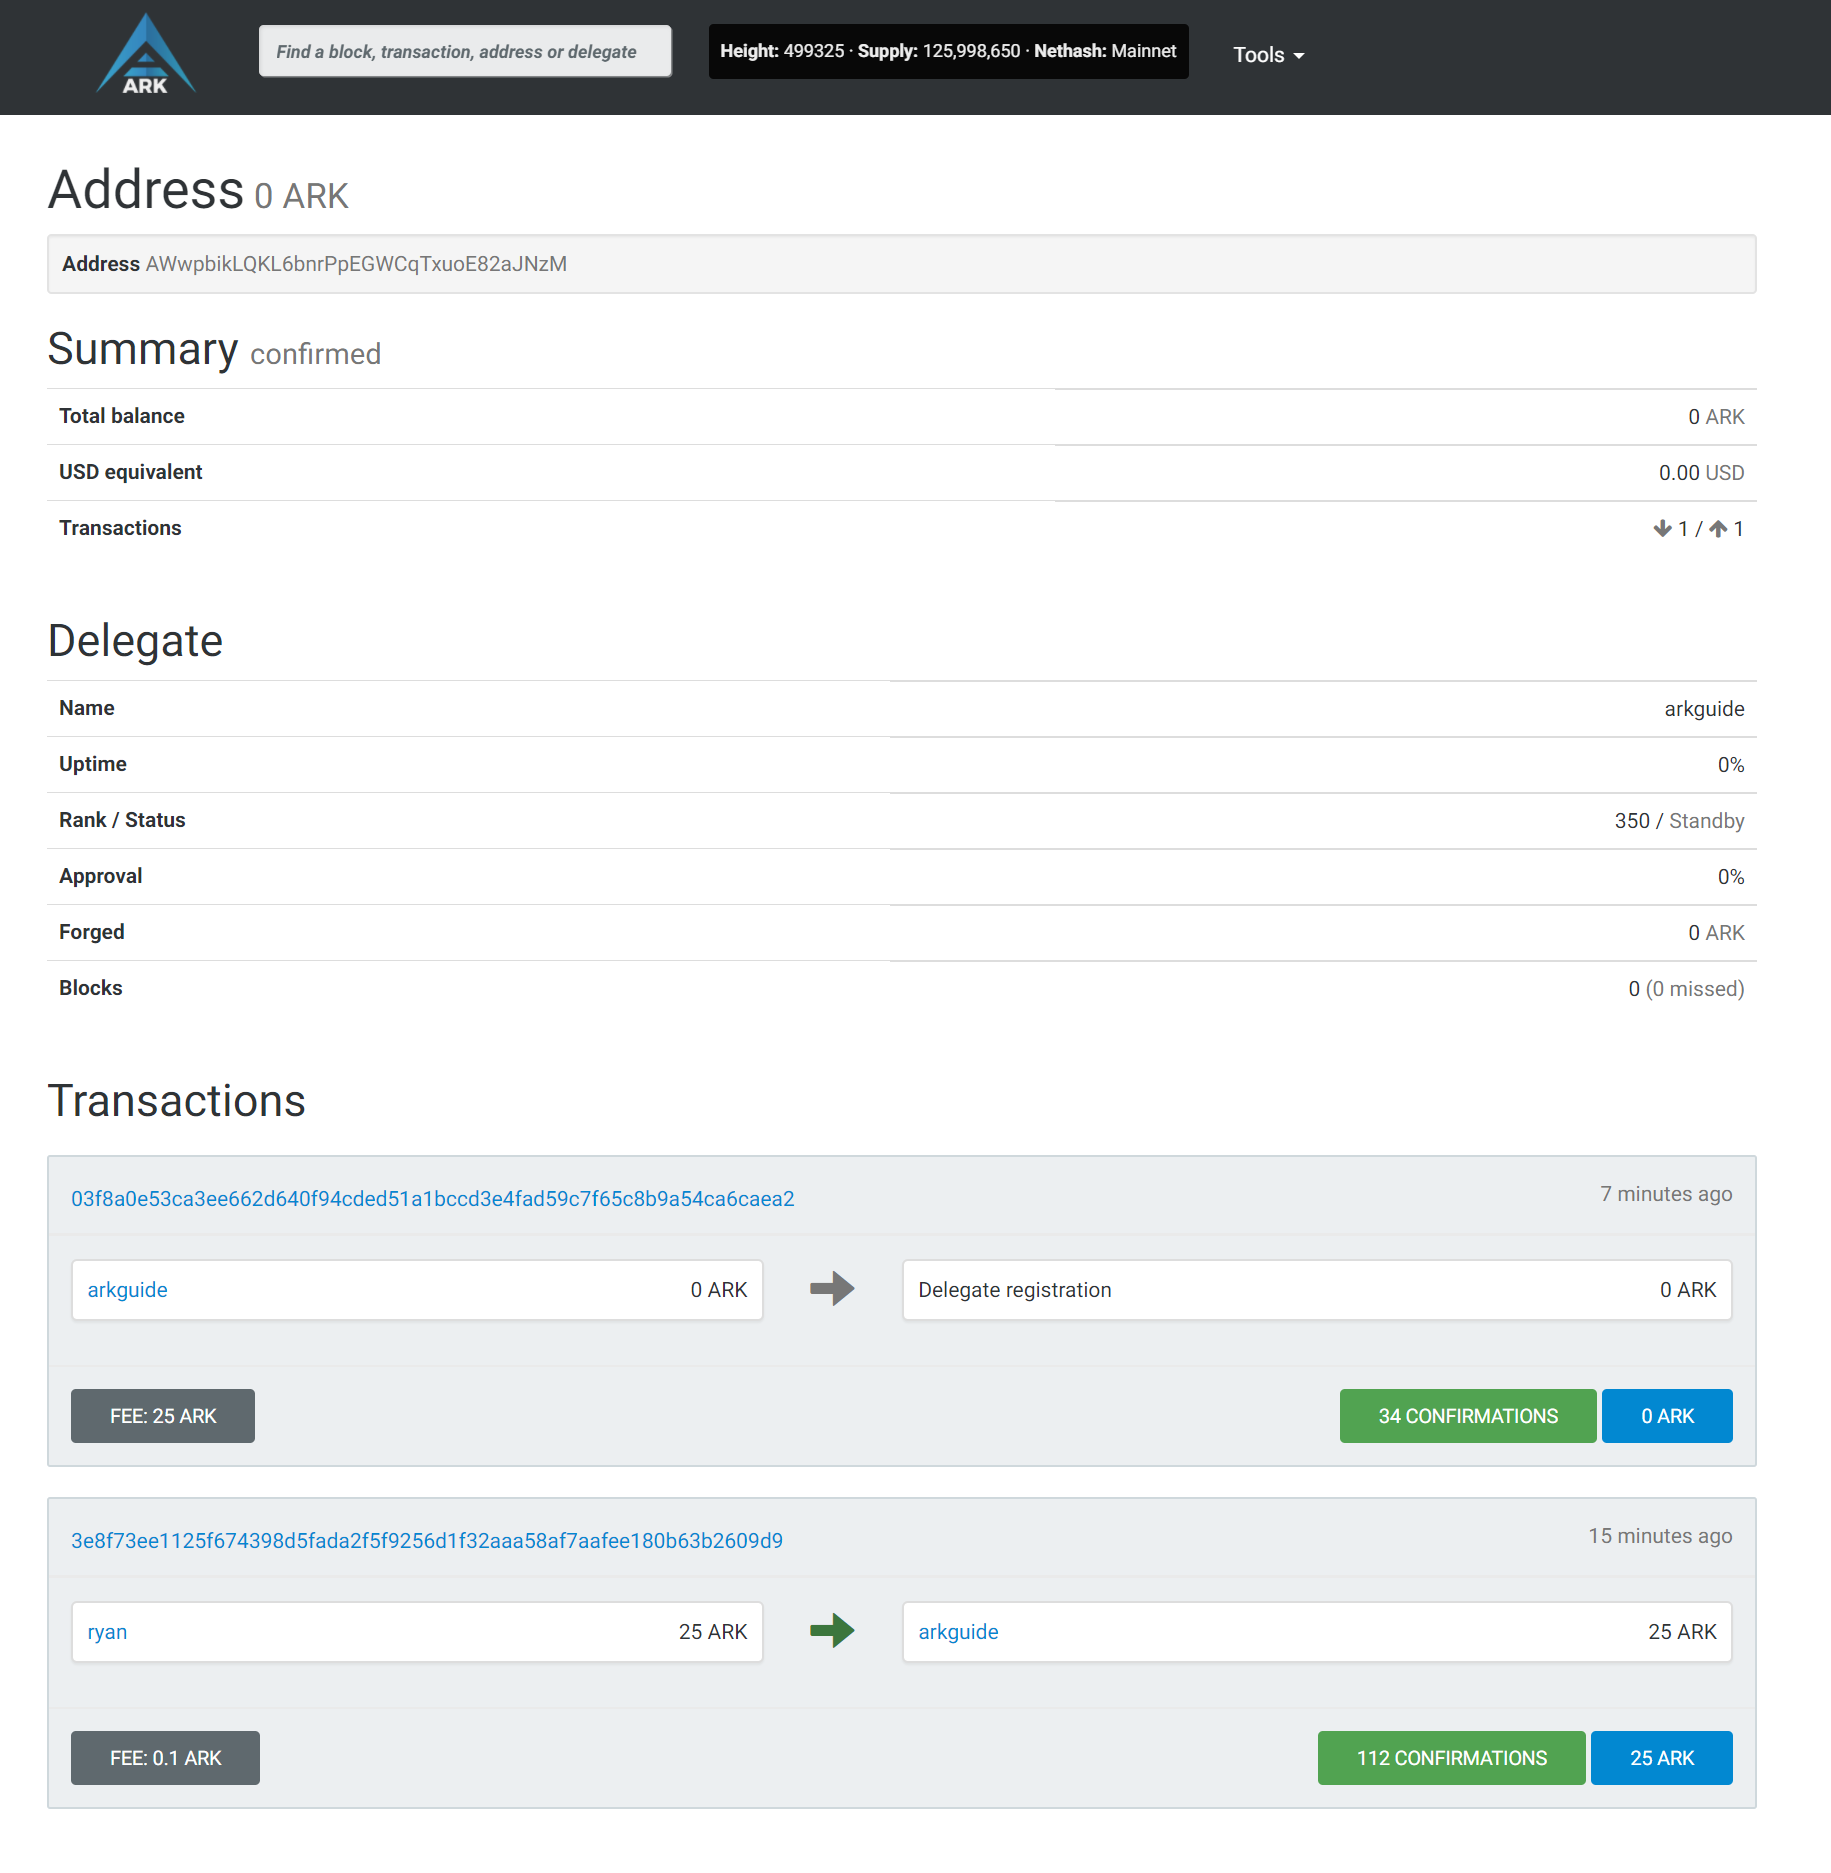 ARK
Find a block, transaction, address or delegate
Height: 499325 · Supply: 125,998,650 · Nethash: Mainnet
Tools
Address 0 ARK
Address AWwpbikLQKL6bnrPpEGWCqTxuoE82aJNzM
Summary confirmed
Total balance 0 ARK
USD equivalent 0.00 USD
Transactions 1 / 1
Delegate
Name arkguide
Uptime 0%
Rank / Status 350 / Standby
Approval 0%
Forged 0 ARK
Blocks 0 (0 missed)
Transactions
03f8a0e53ca3ee662d640f94cded51a1bccd3e4fad59c7f65c8b9a54ca6caea2 7 minutes ago
arkguide 0 ARK Delegate registration 0 ARK
FEE: 25 ARK 34 CONFIRMATIONS 0 ARK
3e8f73ee1125f674398d5fada2f5f9256d1f32aaa58af7aafee180b63b2609d9 15 minutes ago
ryan 25 ARK arkguide 25 ARK
FEE: 0.1 ARK 112 CONFIRMATIONS 25 ARK